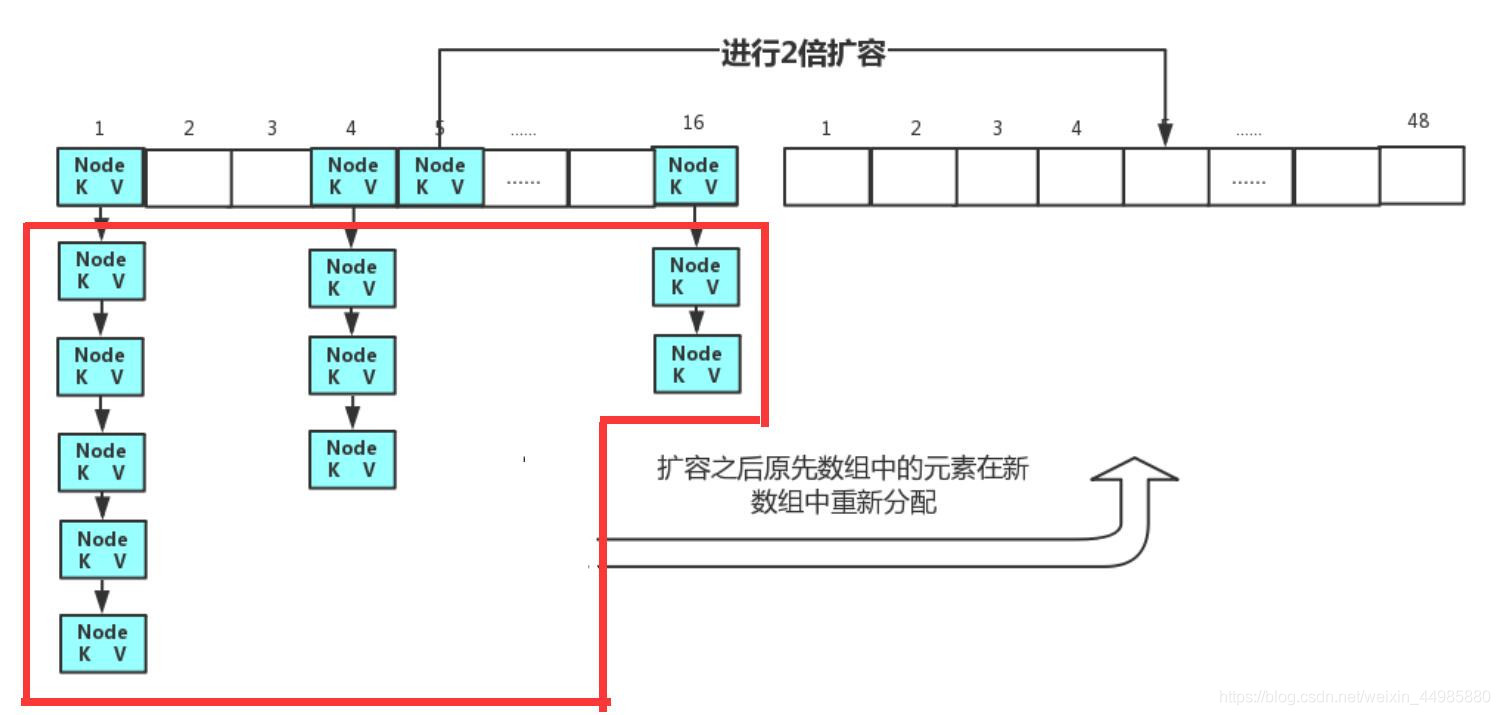 进行2倍扩容
1 2 3 4 5 ...... 16
1 2 3 4 ...... 48
Node Node Node Node
K V K V K V ...... K V
......
Node Node Node
K V K V K V
Node Node Node
K V K V K V
Node Node
K V K V
Node
K V
Node
K V
扩容之后原先数组中的元素在新
数组中重新分配
https://blog.csdn.net/weixin_44985880